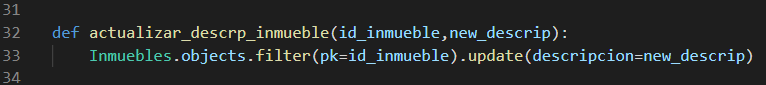 31
32 def actualizar_descrp_inmueble(id_inmueble,new_descrip):
33 Inmuebles.objects.filter(pk=id_inmueble).update(descripcion=new_descrip)
34